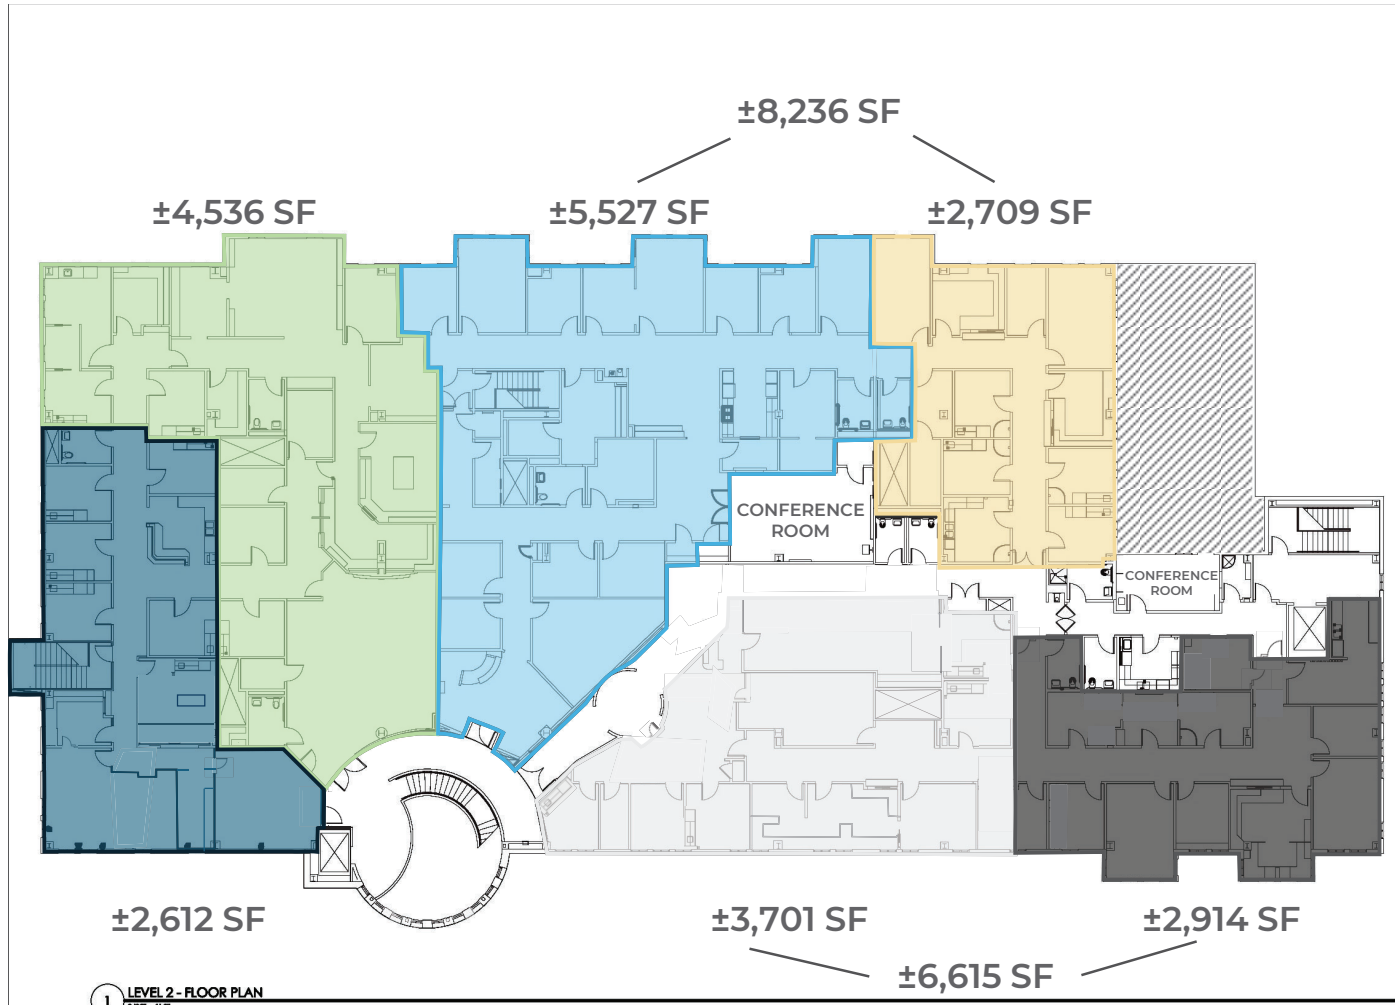 ±8,236 SF
±4,536 SF
±5,527 SF
±2,709 SF
CONFERENCE
ROOM
CONFERENCE
ROOM
±2,612 SF
±3,701 SF
±2,914 SF
±6,615 SF
1
LEVEL 2 - FLOOR PLAN